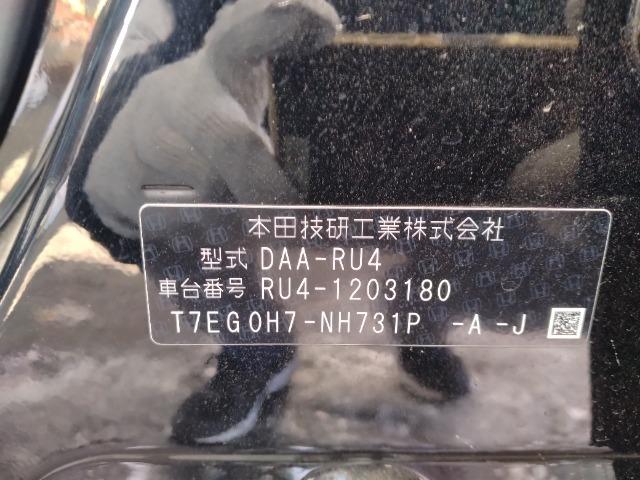 本田技研工業株式会社
型式 DAA-RU4
車台番号 RU4-1203180
T7EG0H7-NH731P -A -J